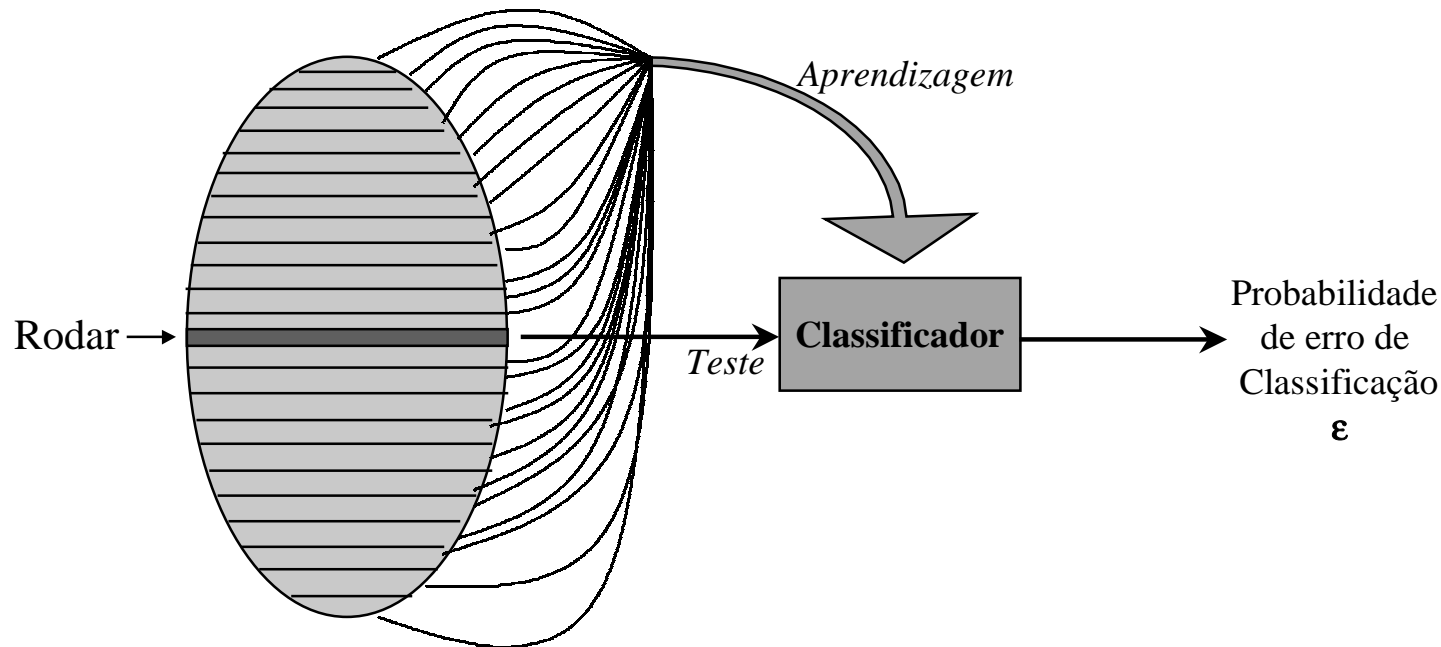 Aprendizagem
Rodar
Teste
Classificador
Probabilidade
de erro de
Classificação
ε